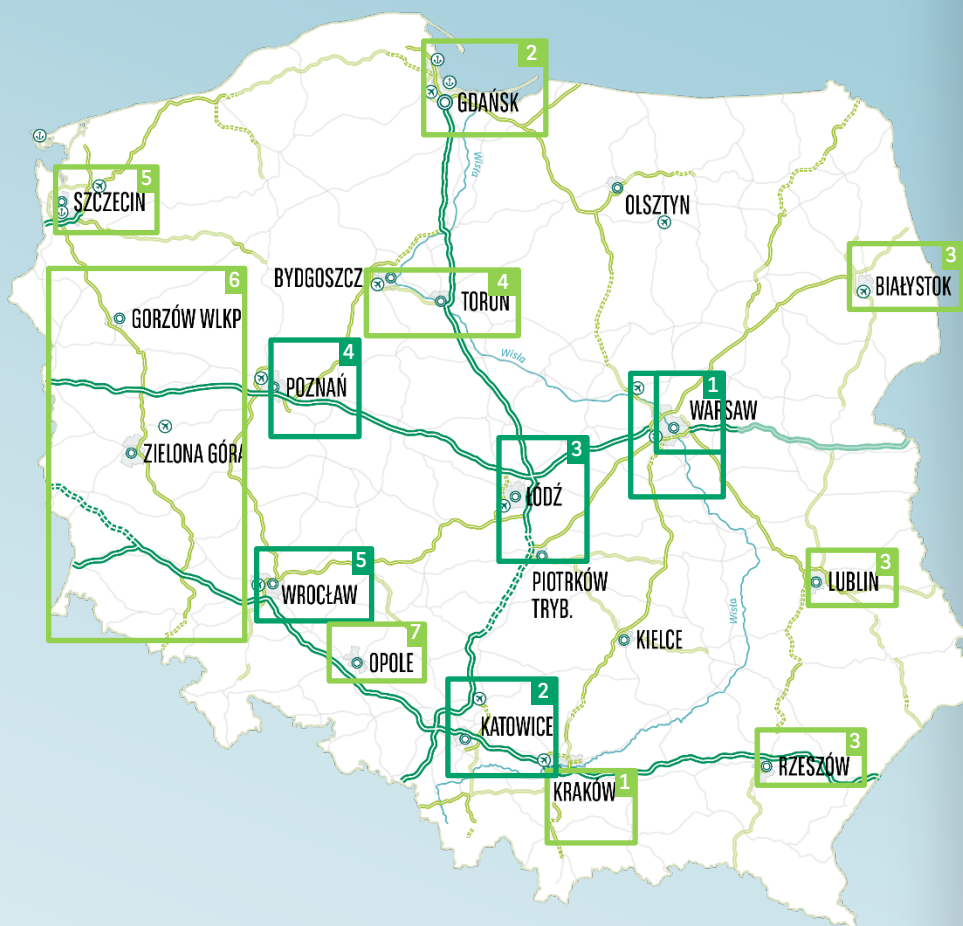 2
GDAŃSK
Wisła
5
SZCZECIN
OLSZTYN
3
BIAŁYSTOK
BYDGOSZCZ
4
TORUŃ
6
GORZÓW WLKP
Wisła
4
POZNAŃ
1
WARSAW
ZIELONA GÓRA
3
ŁÓDŹ
5
WROCŁAW
PIOTRKÓW
TRYB.
3
LUBLIN
Wisła
7
OPOLE
KIELCE
2
KATOWICE
3
RZESZÓW
1
KRAKÓW